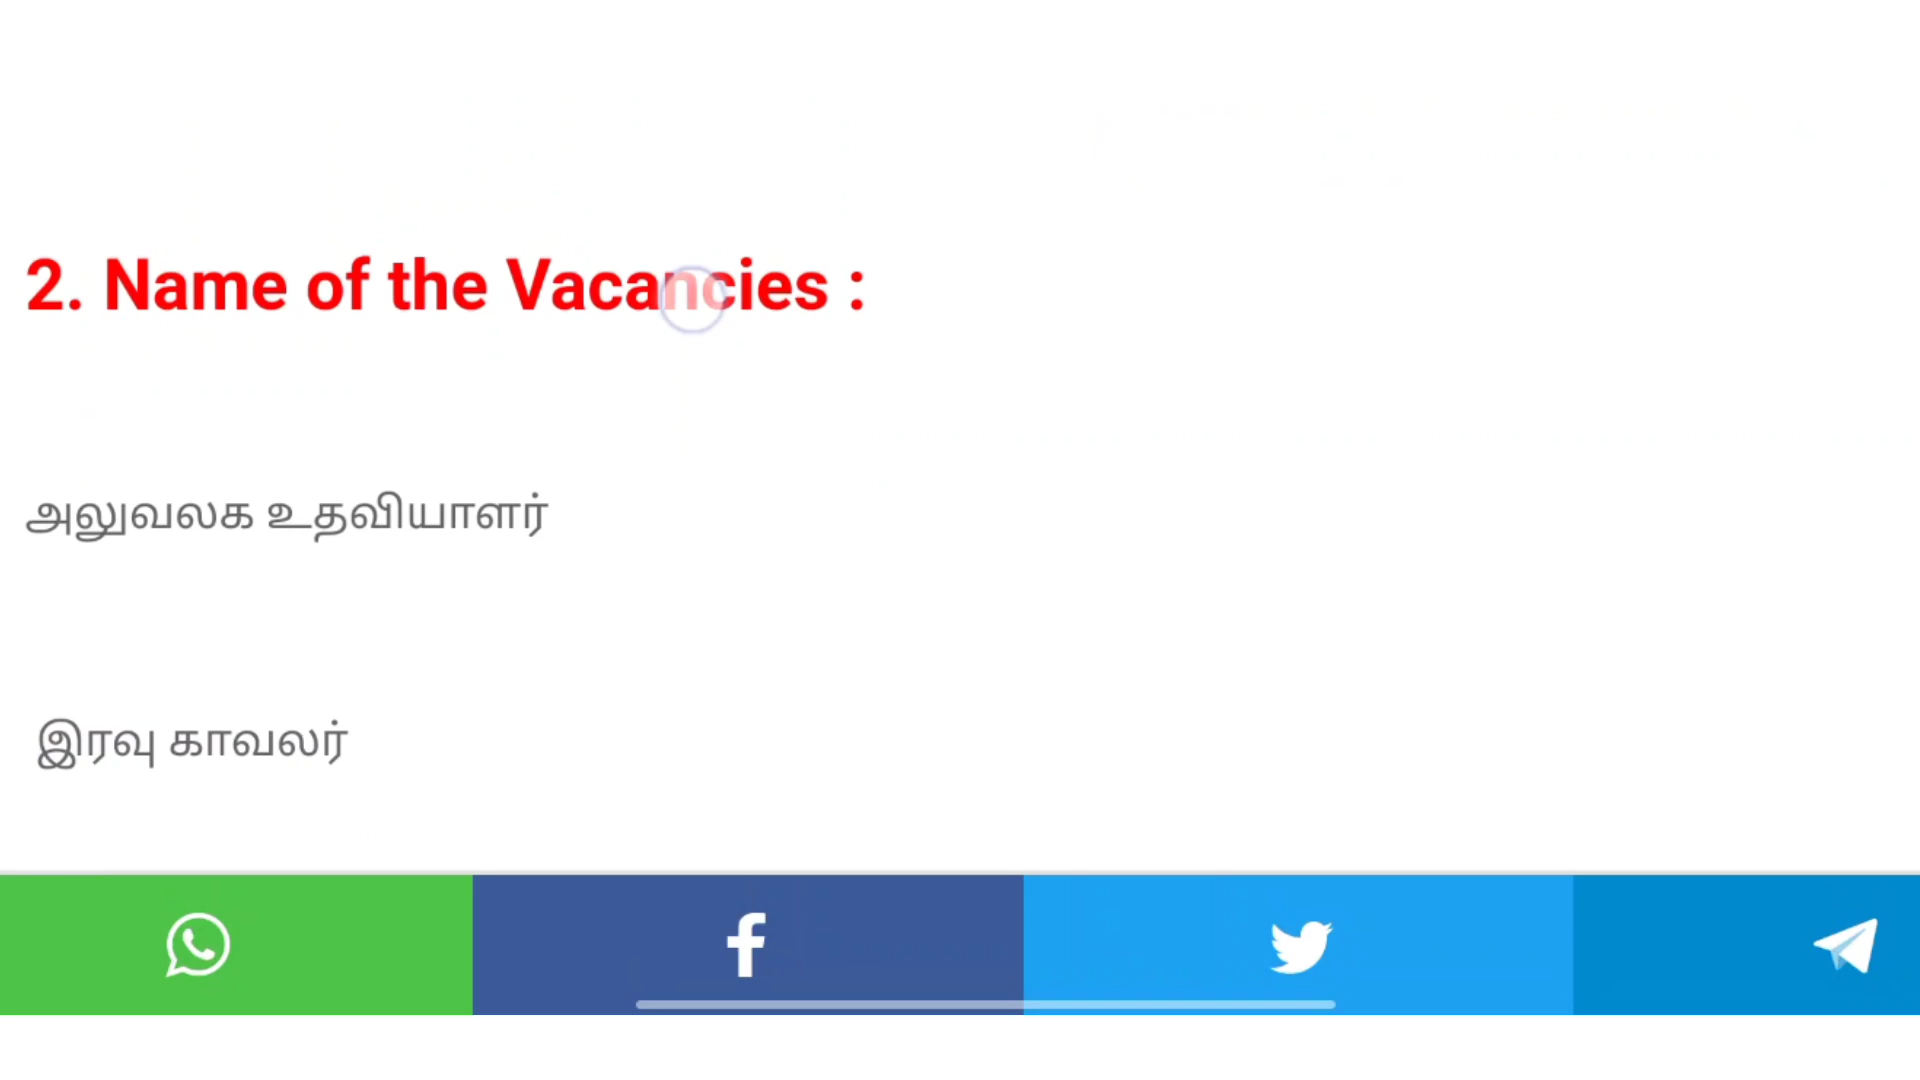 2. Name of the Vacancies :
அலுவலக உதவியாளர்
இரவு காவலர்